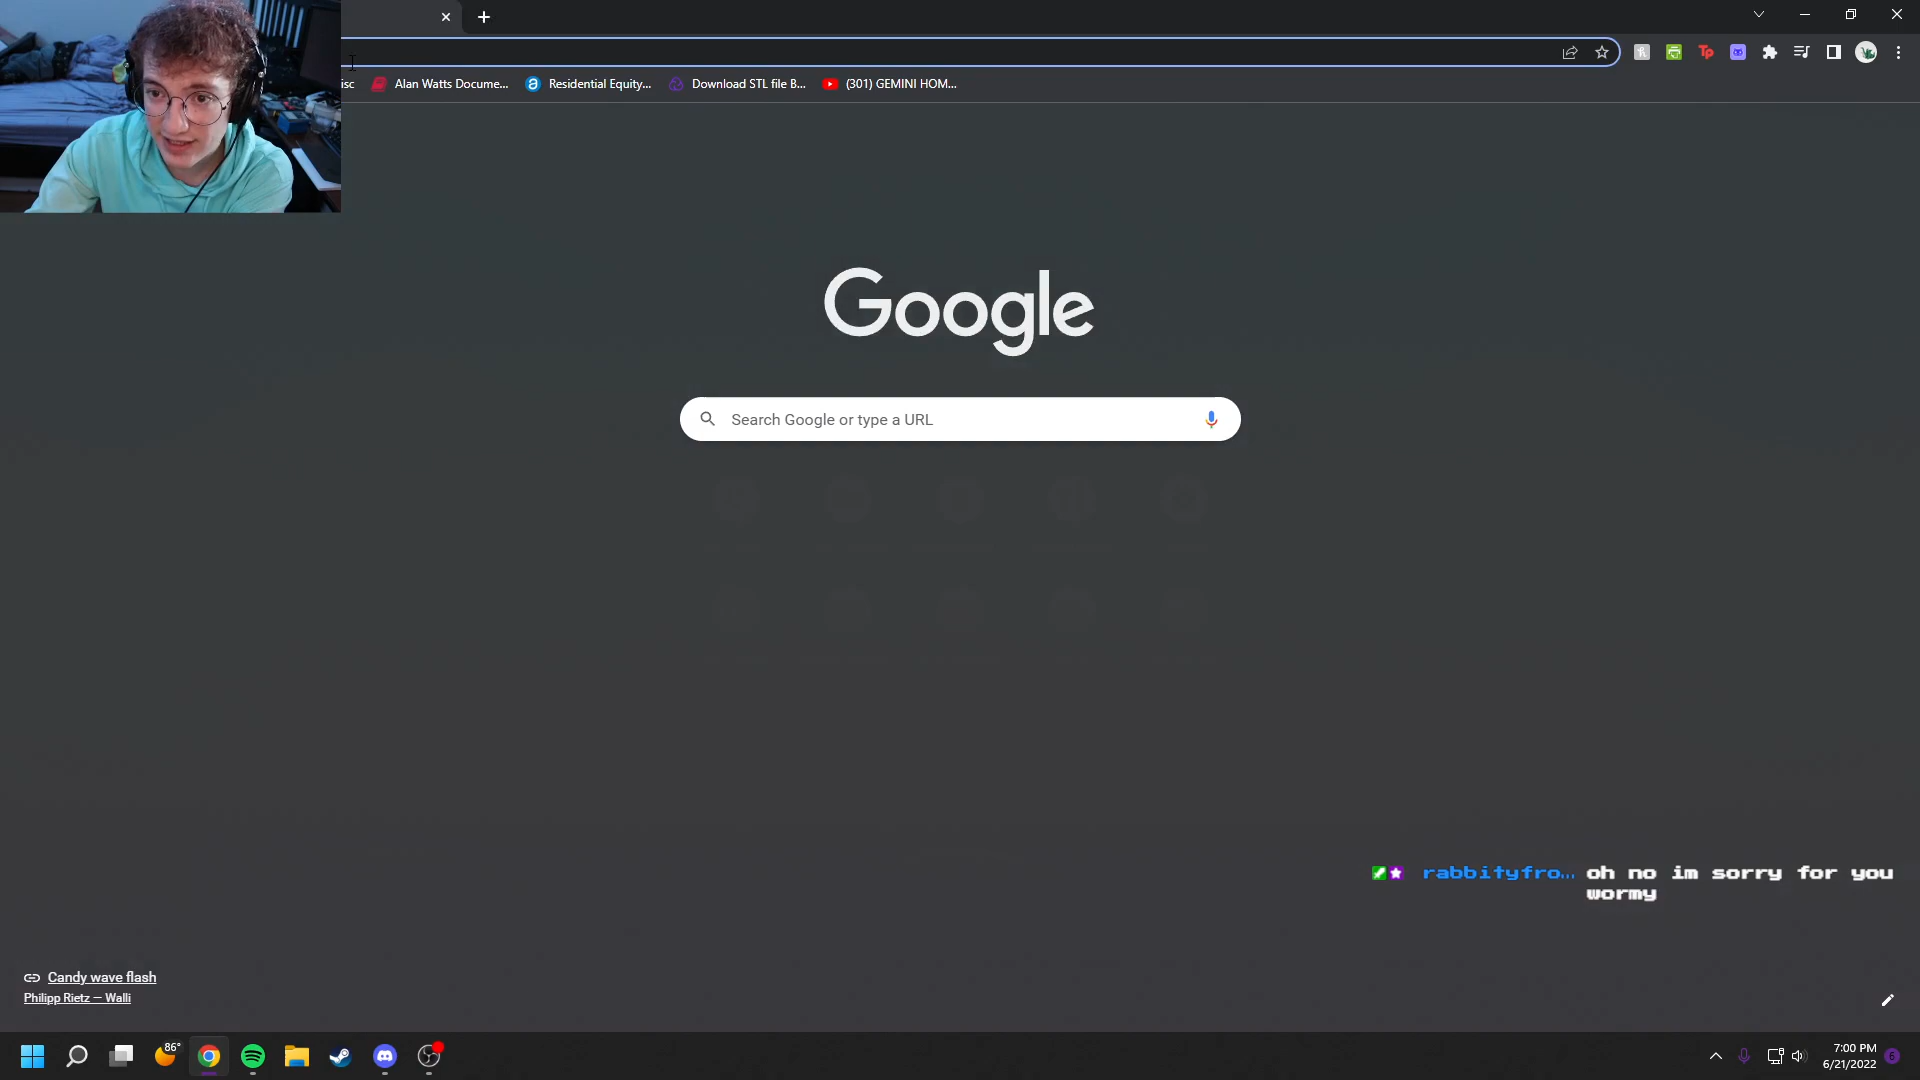 isc
Alan Watts Docume...
Residential Equity...
Download STL file B...
(301) GEMINI HOM...
Google
Search Google or type a URL
rabbityfro... oh no im sorry for you
wormy
Candy wave flash
Philipp Rietz — Walli
86°
7:00 PM
6/21/2022
6
Tp